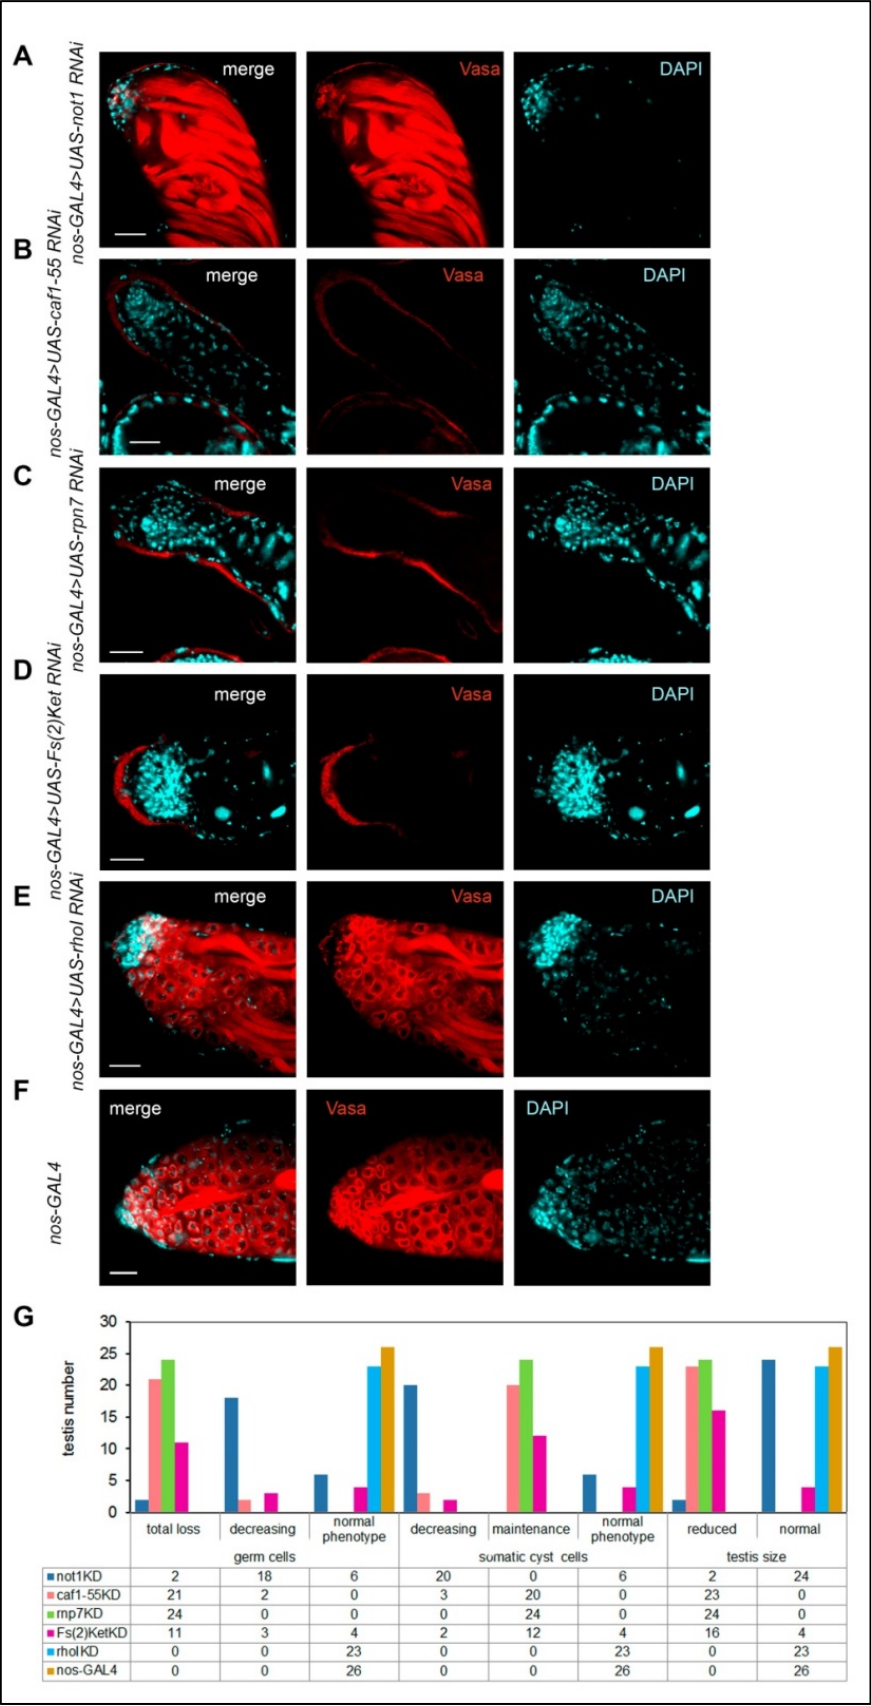 A
nos-GAL4>UAS-not1 RNAi
merge
Vasa
DAPI
B
nos-GAL4>UAS-caf1-55 RNAi
merge
Vasa
DAPI
C
nos-GAL4>UAS-rpn7 RNAi
merge
Vasa
DAPI
D
nos-GAL4>UAS-Fs(2)Ket RNAi
merge
Vasa
DAPI
E
nos-GAL4>UAS-rhoI RNAi
merge
Vasa
DAPI
F
nos-GAL4
merge
Vasa
DAPI
G
testis number
30
25
20
15
10
5
0
total loss decreasing normal phenotype decreasing maintenance normal phenotype reduced normal
germ cells somatic cyst cells testis size
not1KD 2 18 6 20 0 6 2 24
caf1-55KD 21 2 0 3 20 0 23 0
rnp7KD 24 0 0 0 24 0 24 0
Fs(2)KetKD 11 3 4 2 12 4 16 4
rhoIKD 0 0 23 0 0 23 0 23
nos-GAL4 0 0 26 0 0 26 0 26